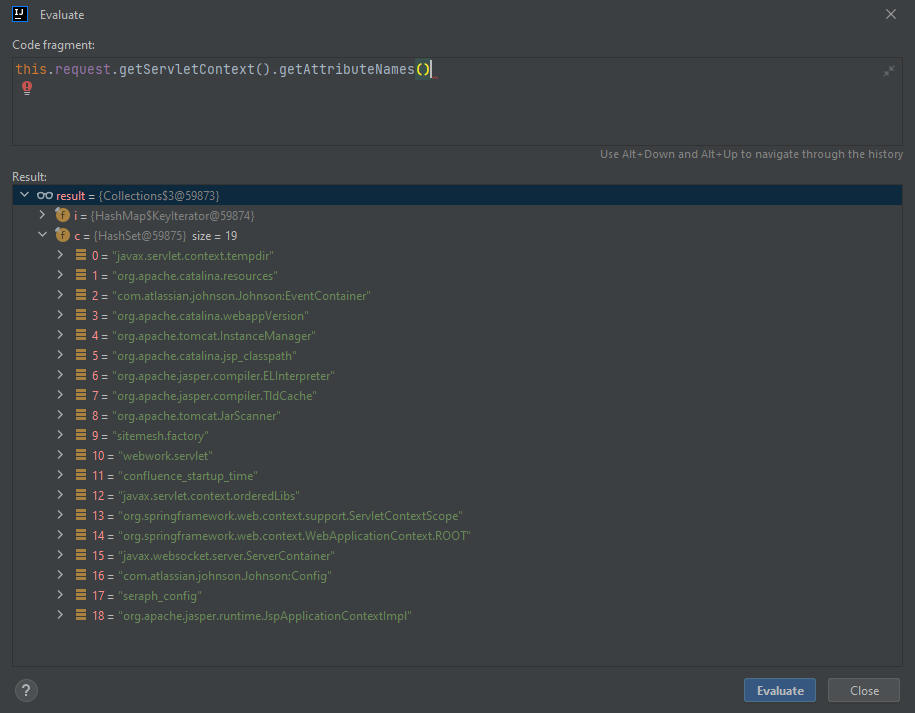 IJ Evaluate
Code fragment:
this.request.getServletContext().getAttributeNames()
Use Alt+Down and Alt+Up to navigate through the history
Result:
result = {Collections$3@59873}
f i = {HashMap$KeyIterator@59874}
f c = {HashSet@59875} size = 19
0 = "javax.servlet.context.tempdir"
1 = "org.apache.catalina.resources"
2 = "com.atlassian.johnson.Johnson:EventContainer"
3 = "org.apache.catalina.webappVersion"
4 = "org.apache.tomcat.InstanceManager"
5 = "org.apache.catalina.jsp_classpath"
6 = "org.apache.jasper.compiler.ELInterpreter"
7 = "org.apache.jasper.compiler.TldCache"
8 = "org.apache.tomcat.JarScanner"
9 = "sitemesh.factory"
10 = "webwork.servlet"
11 = "confluence_startup_time"
12 = "javax.servlet.context.orderedLibs"
13 = "org.springframework.web.context.support.ServletContextScope"
14 = "org.springframework.web.context.WebApplicationContext.ROOT"
15 = "javax.websocket.server.ServerContainer"
16 = "com.atlassian.johnson.Johnson:Config"
17 = "seraph_config"
18 = "org.apache.jasper.runtime.JspApplicationContextImpl"
? Evaluate Close